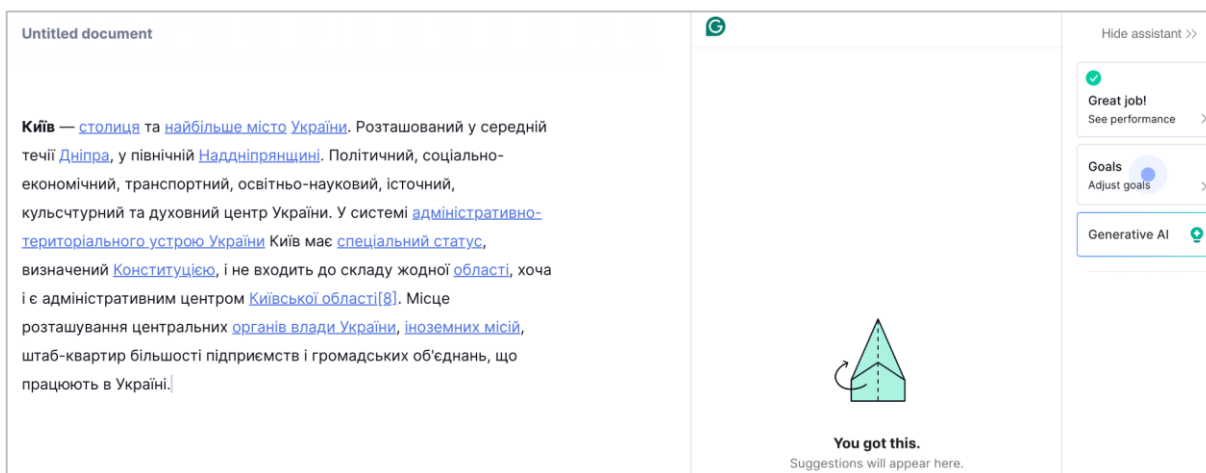 Untitled document
Ки́їв — столиця та найбільше місто України. Розташований у середній
течії Дніпра, у північній Наддніпрянщині. Політичний, соціально-
економічний, транспортний, освітньо-науковий, історчний,
кульсчтурний та духовний центр України. У системі адміністративно-
територіального устрою України Київ має спеціальний статус,
визначений Конституцією, і не входить до складу жодної області, хоча
і є адміністративним центром Київської області[8]. Місце
розташування центральних органів влади України, іноземних місій,
штаб-квартир більшості підприємств і громадських об'єднань, що
працюють в Україні.
You got this.
Suggestions will appear here.
Hide assistant >>
Great job!
See performance
Goals
Adjust goals
Generative AI